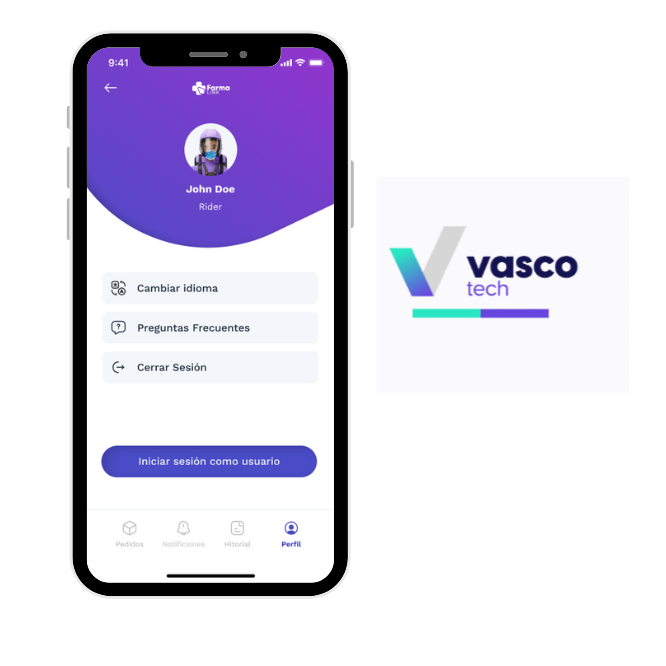 9:41
Farma
LINK
John Doe
Rider
Cambiar idioma
Preguntas Frecuentes
Cerrar Sesión
Iniciar sesión como usuario
Pedidos
Notificiones
Hitorial
Perfil
vasco
tech